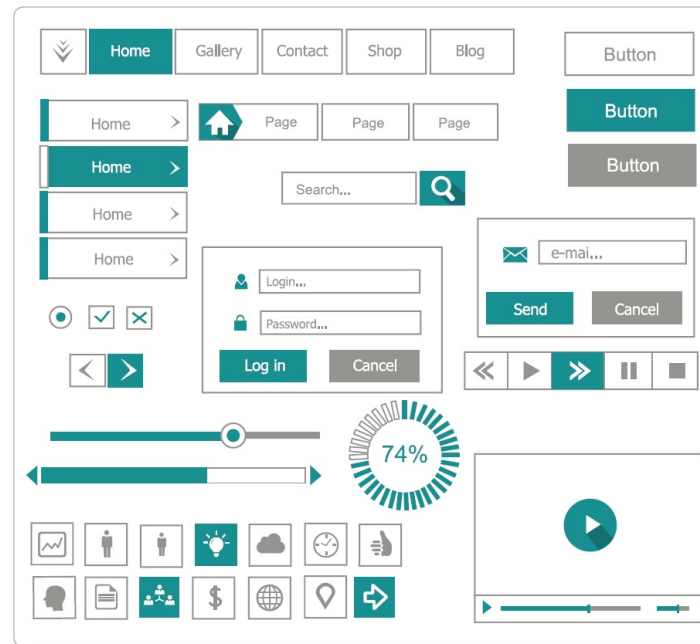 Home Gallery Contact Shop Blog
Button
Button
Button
Home
Home
Home
Home
Page Page Page
Search...
Login...
Password...
Log in Cancel
e-mai...
Send Cancel
74%
$